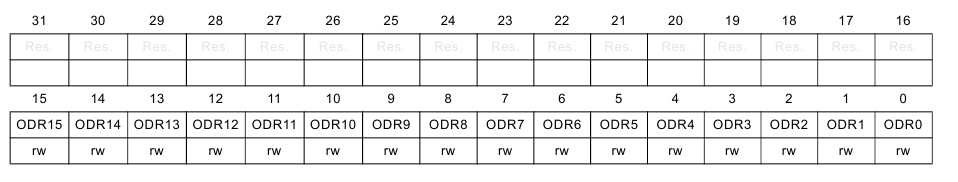 31 30 29 28 27 26 25 24 23 22 21 20 19 18 17 16
Res. Res. Res. Res. Res. Res. Res. Res. Res. Res. Res. Res. Res. Res. Res. Res.
15 14 13 12 11 10 9 8 7 6 5 4 3 2 1 0
ODR15 ODR14 ODR13 ODR12 ODR11 ODR10 ODR9 ODR8 ODR7 ODR6 ODR5 ODR4 ODR3 ODR2 ODR1 ODR0
rw rw rw rw rw rw rw rw rw rw rw rw rw rw rw rw